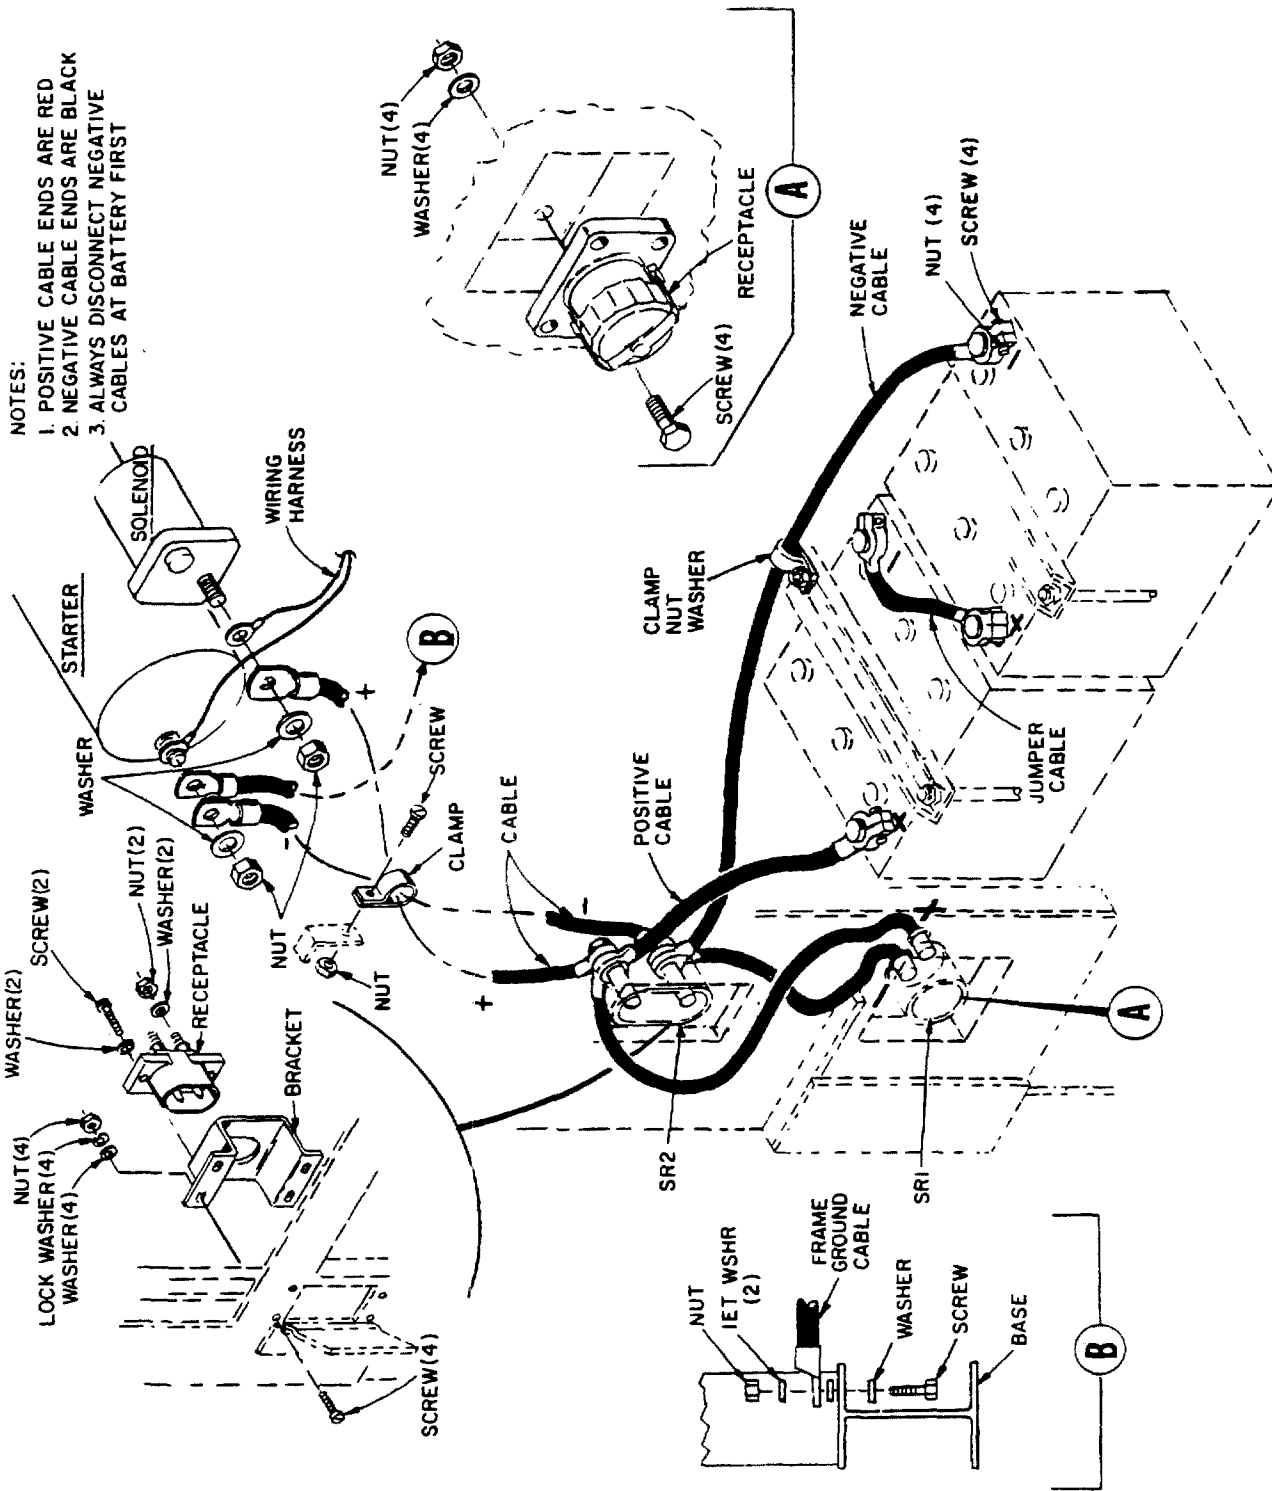 NOTES:
1. POSITIVE CABLE ENDS ARE RED
2. NEGATIVE CABLE ENDS ARE BLACK
3. ALWAYS DISCONNECT NEGATIVE
CABLES AT BATTERY FIRST
SOLENOID
STARTER
WIRING
HARNESS
WASHER
NUT
+
-
B
SCREW
CLAMP
NUT
CABLE
+
-
SCREW(2)
WASHER(2)
NUT(2)
WASHER(2)
RECEPTACLE
BRACKET
NUT(4)
LOCK WASHER(4)
WASHER(4)
SCREW(4)
NUT(4)
WASHER(4)
RECEPTACLE
SCREW(4)
A
NEGATIVE
CABLE
NUT (4)
SCREW (4)
-
CLAMP
NUT
WASHER
-
+
JUMPER
CABLE
POSITIVE
CABLE
+
SR2
SR1
+
-
A
NUT
IET WSHR
(2)
FRAME
GROUND
CABLE
WASHER
SCREW
BASE
B